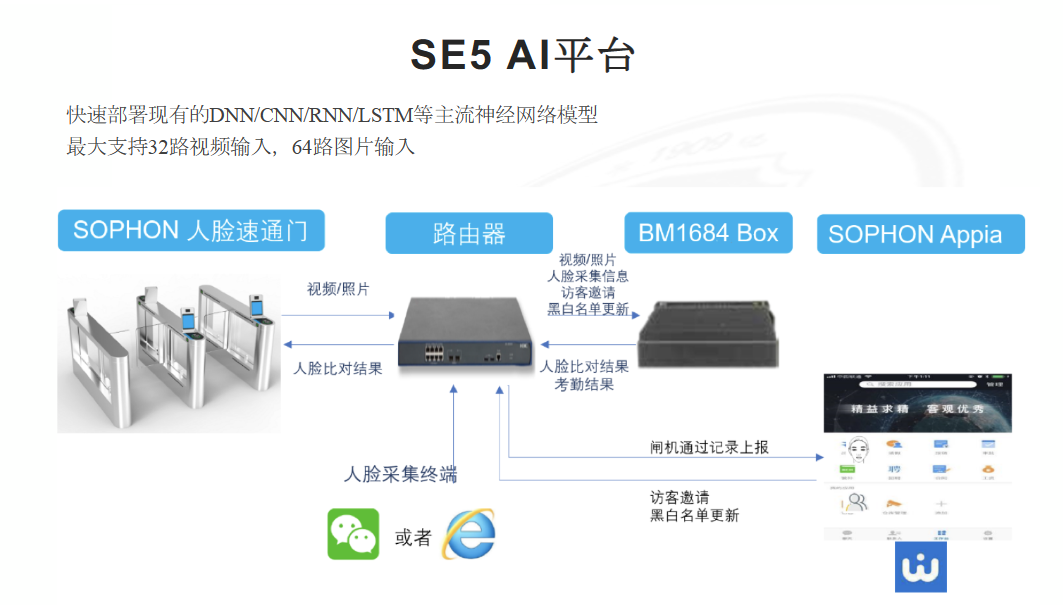 SE5 AI平台
快速部署现有的DNN/CNN/RNN/LSTM等主流神经网络模型
最大支持32路视频输入，64路图片输入
SOPHON 人脸速通门
路由器
BM1684 Box
SOPHON Appia
视频/照片
人脸比对结果
视频/照片
人脸采集信息
访客邀请
黑白名单更新
人脸比对结果
考勤结果
人脸采集终端
或者
闸机通过记录上报
访客邀请
黑白名单更新
搜索应用
管理
精益求精 客观优秀
1909